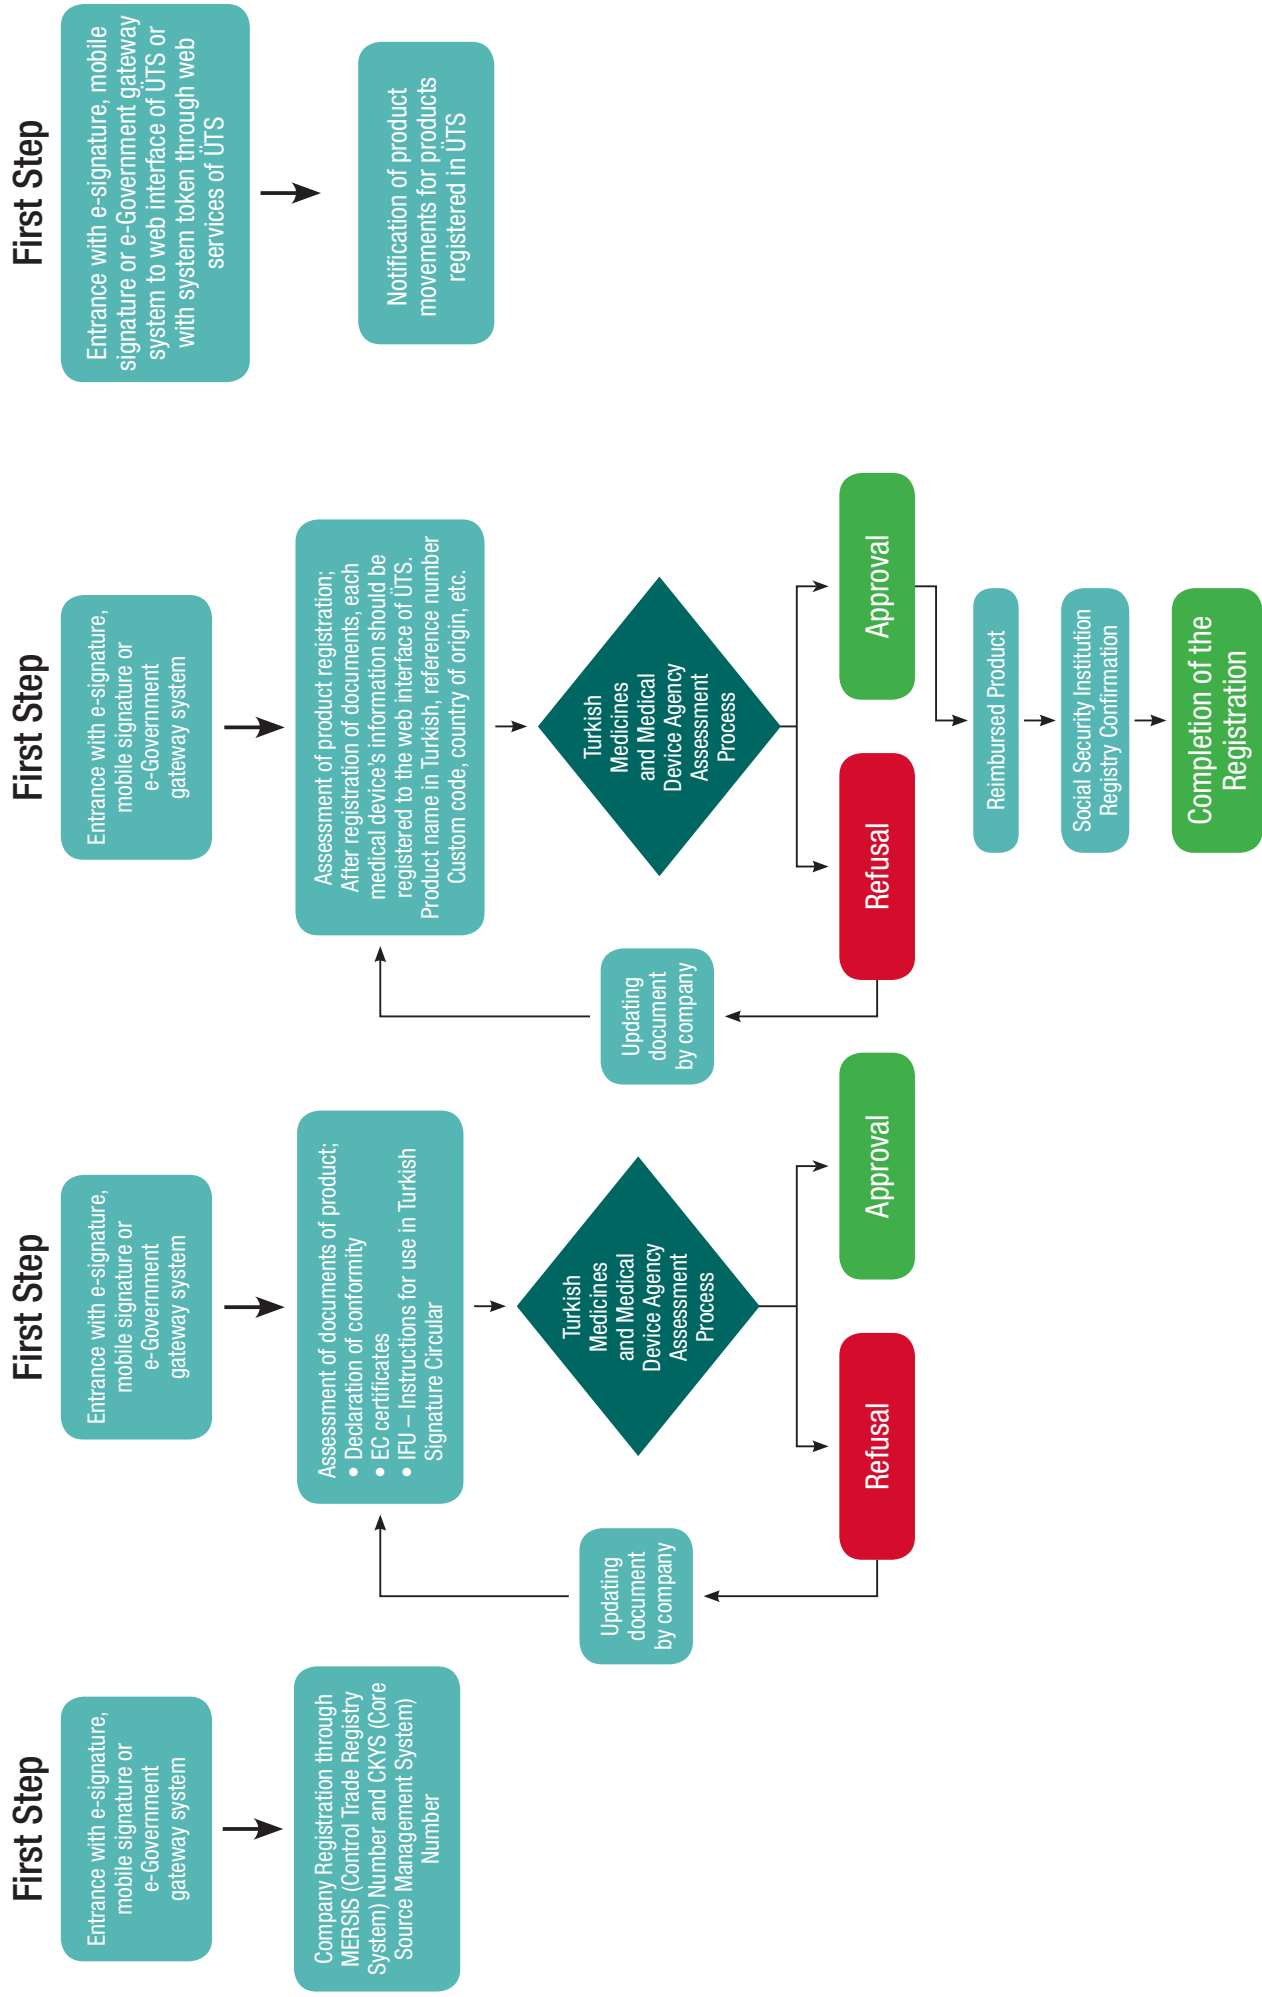 First Step
Entrance with e-signature,
mobile signature or
e-Government
gateway system
Company Registration through
MERSIS (Control Trade Registry
System) Number and CKYS (Core
Source Management System)
Number
First Step
Entrance with e-signature,
mobile signature or
e-Government
gateway system
Assessment of documents of product;
• Declaration of conformity
• EC certificates
• IFU – Instructions for use in Turkish
Signature Circular
Turkish
Medicines
and Medical
Device Agency
Assessment
Process
Updating
document
by company
Refusal
Approval
First Step
Entrance with e-signature,
mobile signature or
e-Government
gateway system
Assessment of product registration;
After registration of documents, each
medical device's information should be
registered to the web interface of ÜTS.
Product name in Turkish, reference number
Custom code, country of origin, etc.
Turkish
Medicines
and Medical
Device Agency
Assessment
Process
Updating
document
by company
Refusal
Approval
Reimbursed Product
Social Security Institution
Registry Confirmation
Completion of the
Registration
First Step
Entrance with e-signature, mobile
signature or e-Government gateway
system to web interface of ÜTS or
with system token through web
services of ÜTS
Notification of product
movements for products
registered in ÜTS